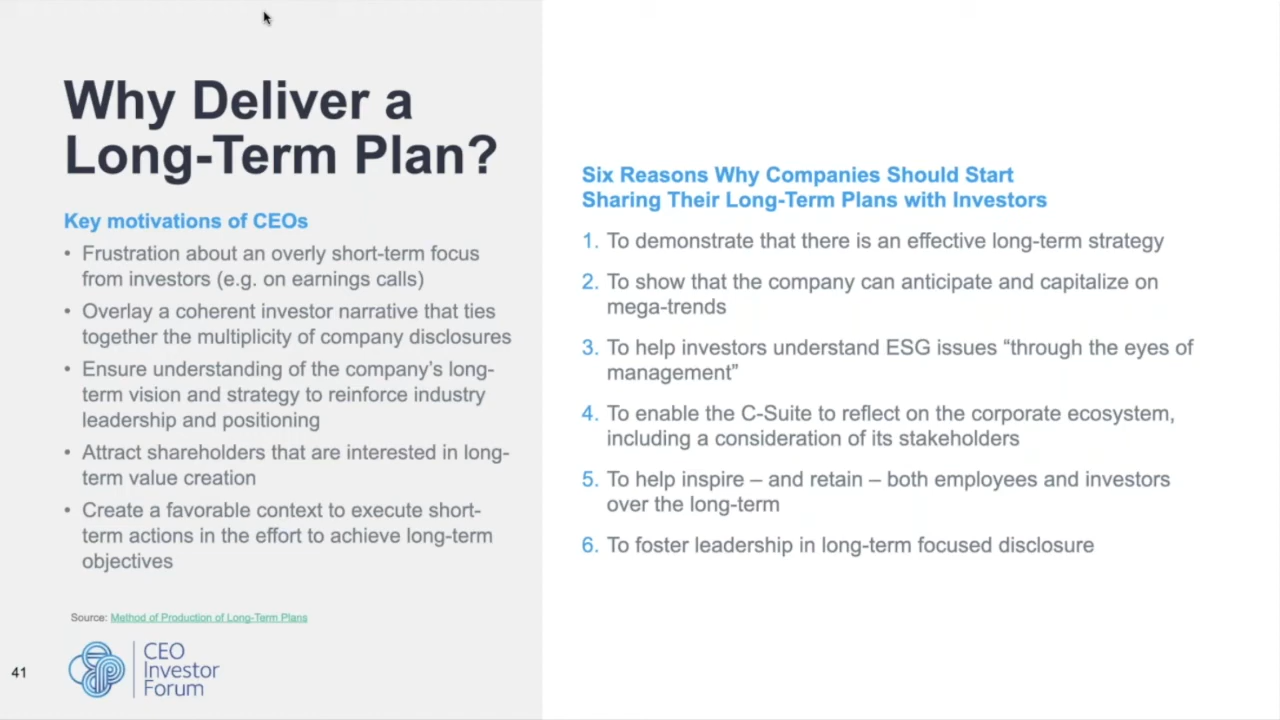 Why Deliver a
Long-Term Plan?
Key motivations of CEOs
• Frustration about an overly short-term focus
from investors (e.g. on earnings calls)
• Overlay a coherent investor narrative that ties
together the multiplicity of company disclosures
• Ensure understanding of the company’s long-
term vision and strategy to reinforce industry
leadership and positioning
• Attract shareholders that are interested in long-
term value creation
• Create a favorable context to execute short-
term actions in the effort to achieve long-term
objectives
Source: Method of Production of Long-Term Plans
41
CEO
Investor
Forum
Six Reasons Why Companies Should Start
Sharing Their Long-Term Plans with Investors
1. To demonstrate that there is an effective long-term strategy
2. To show that the company can anticipate and capitalize on
mega-trends
3. To help investors understand ESG issues “through the eyes of
management”
4. To enable the C-Suite to reflect on the corporate ecosystem,
including a consideration of its stakeholders
5. To help inspire – and retain – both employees and investors
over the long-term
6. To foster leadership in long-term focused disclosure